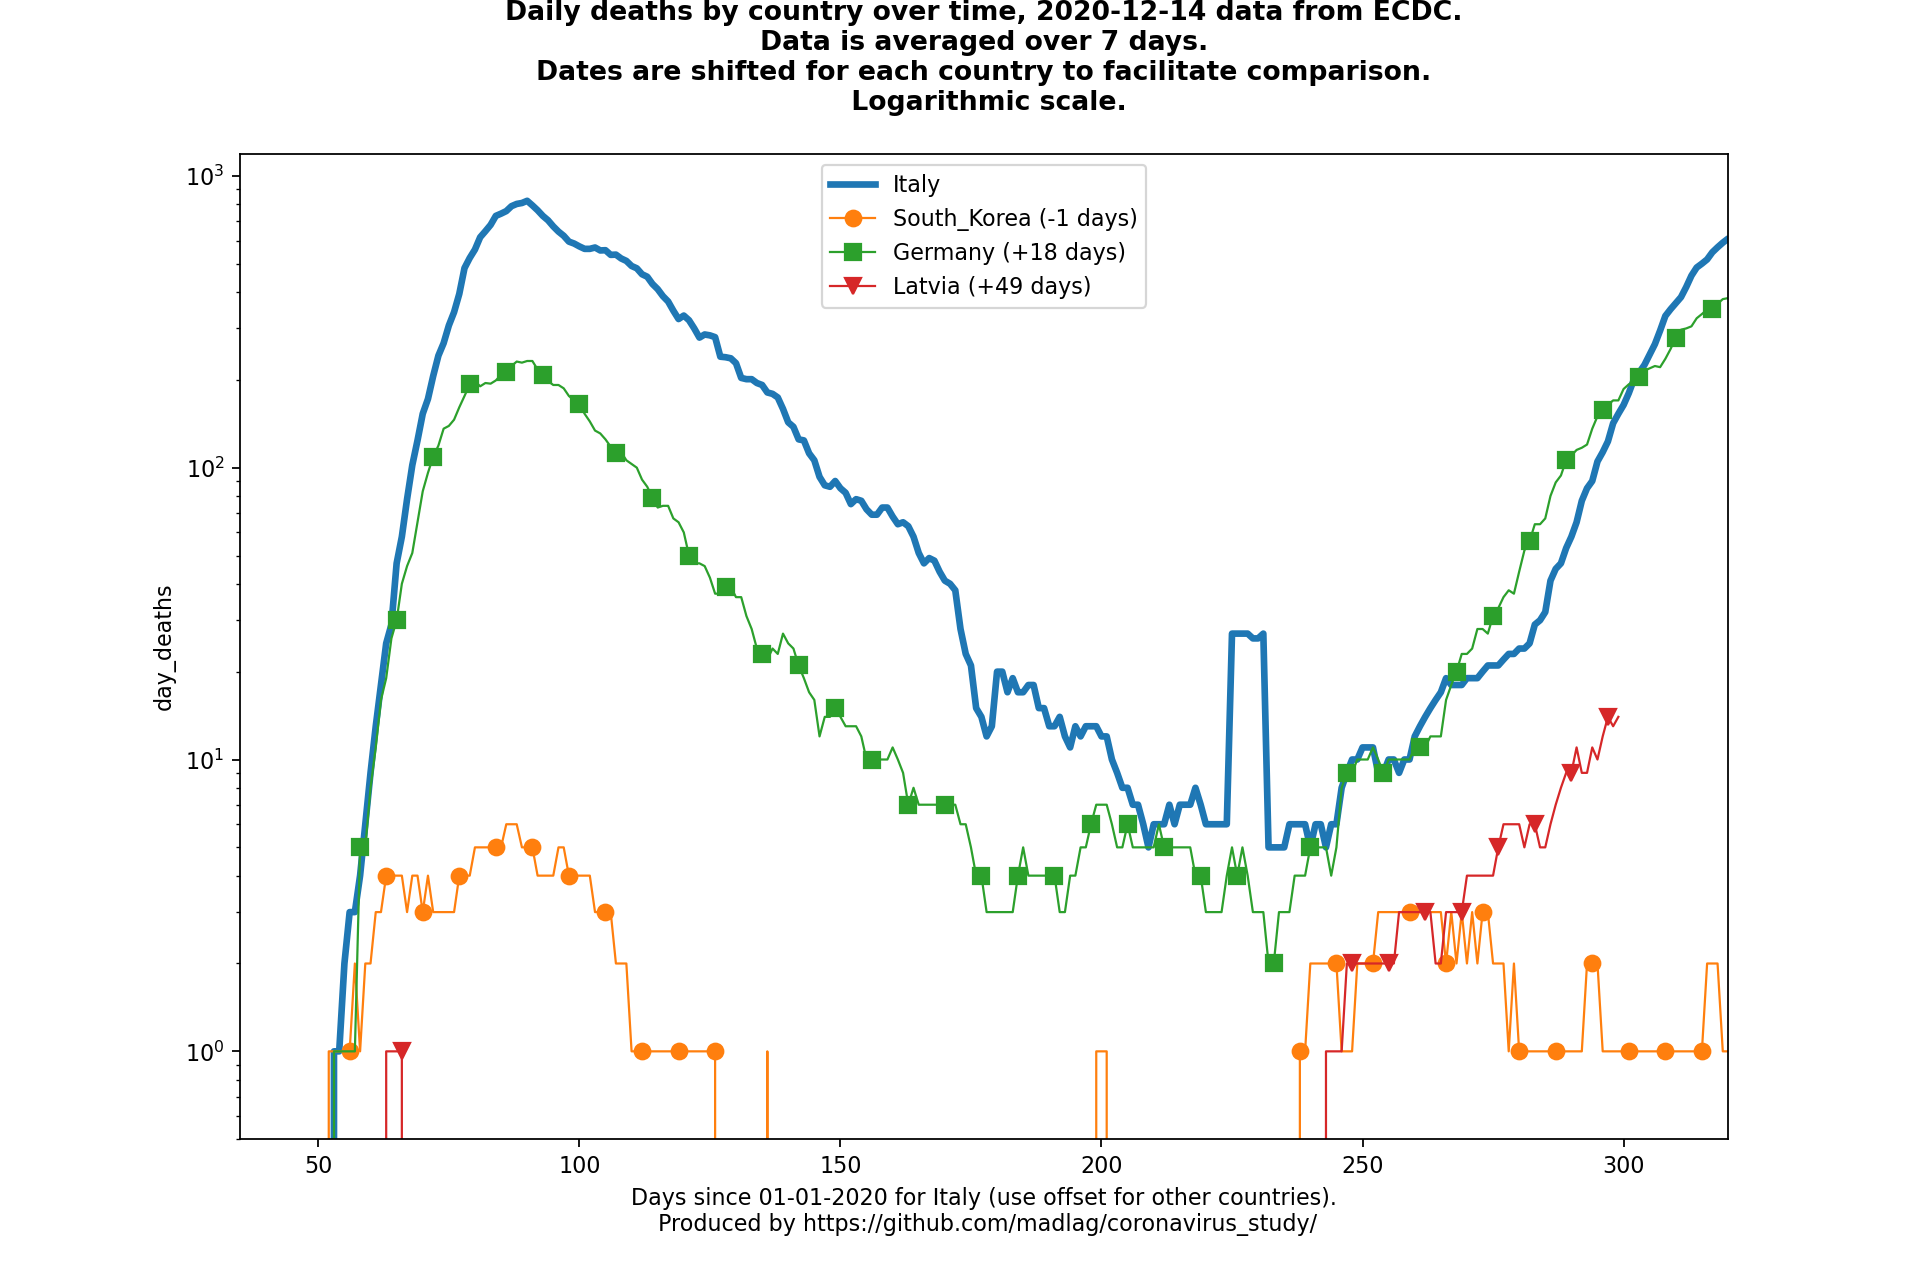 Daily deaths by country over time, 2020-12-14 data from ECDC.
Data is averaged over 7 days.
Dates are shifted for each country to facilitate comparison.
Logarithmic scale.
10³
Italy
South_Korea (-1 days)
Germany (+18 days)
Latvia (+49 days)
10²
day_deaths
10¹
10⁰
50 100 150 200 250 300
Days since 01-01-2020 for Italy (use offset for other countries).
Produced by https://github.com/madlag/coronavirus_study/